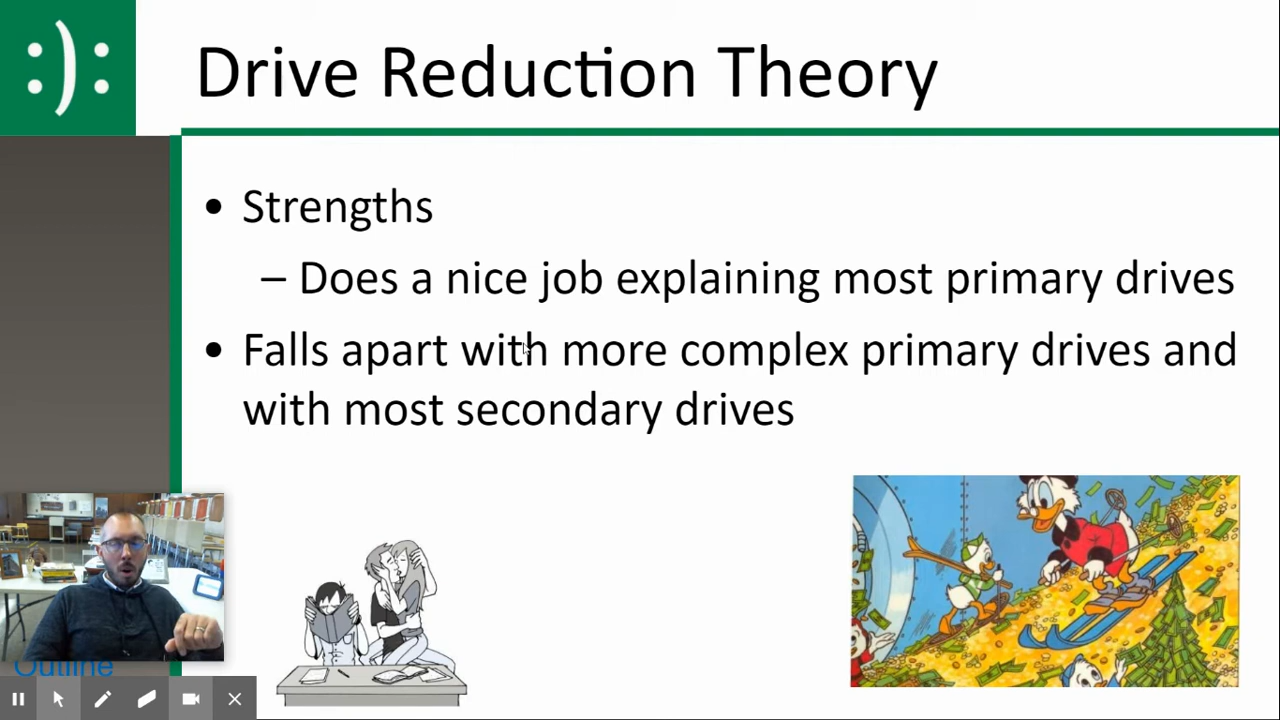 :):
Drive Reduction Theory
• Strengths
– Does a nice job explaining most primary drives
• Falls apart with more complex primary drives and
with most secondary drives
Outline